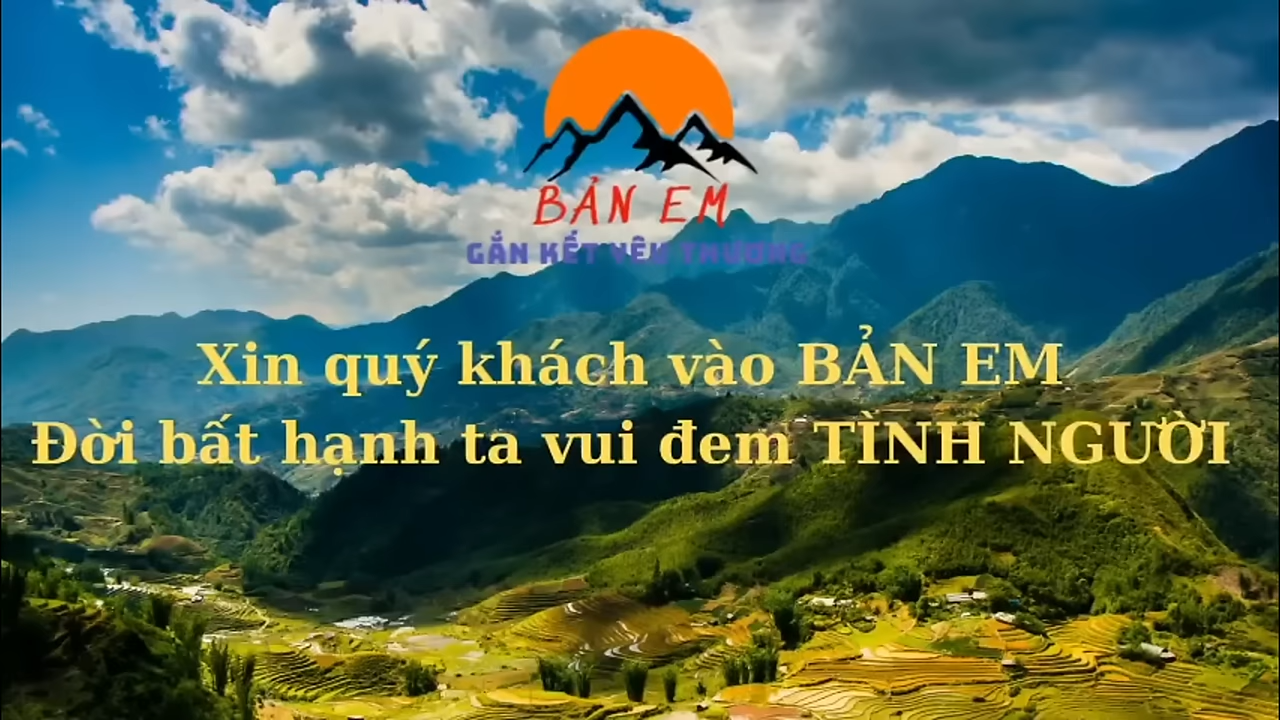 BẢN EM
GẮN KẾT YÊU THƯƠNG
Xin quý khách vào BẢN EM
Đời bất hạnh ta vui đem TÌNH NGƯỜI